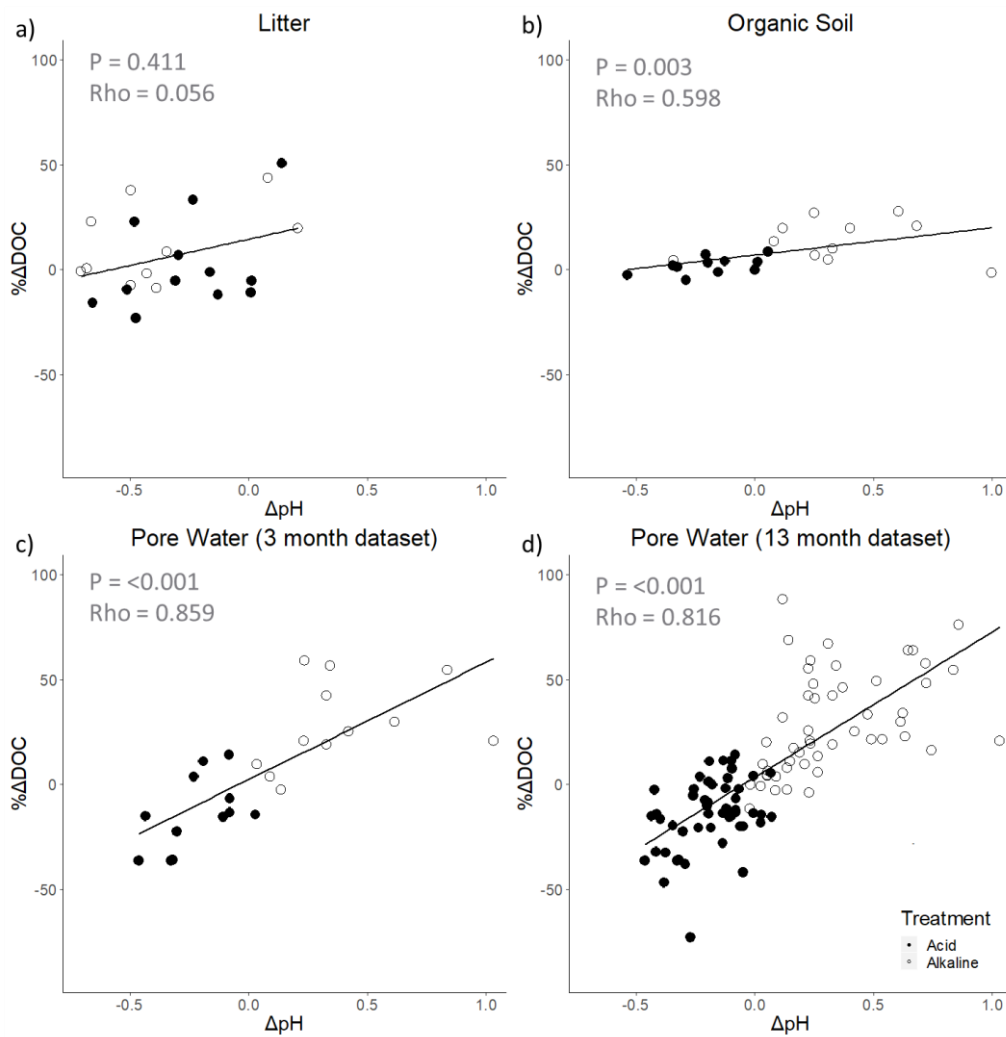 a)
Litter
P = 0.411
Rho = 0.056
100
50
0
-50
%ΔDOC
-0.5
0.0
0.5
1.0
ΔpH
b)
Organic Soil
P = 0.003
Rho = 0.598
100
50
0
-50
%ΔDOC
-0.5
0.0
0.5
1.0
ΔpH
c)
Pore Water (3 month dataset)
P = <0.001
Rho = 0.859
100
50
0
-50
%ΔDOC
-0.5
0.0
0.5
1.0
ΔpH
d)
Pore Water (13 month dataset)
P = <0.001
Rho = 0.816
100
50
0
-50
%ΔDOC
-0.5
0.0
0.5
1.0
ΔpH
Treatment
Acid
Alkaline